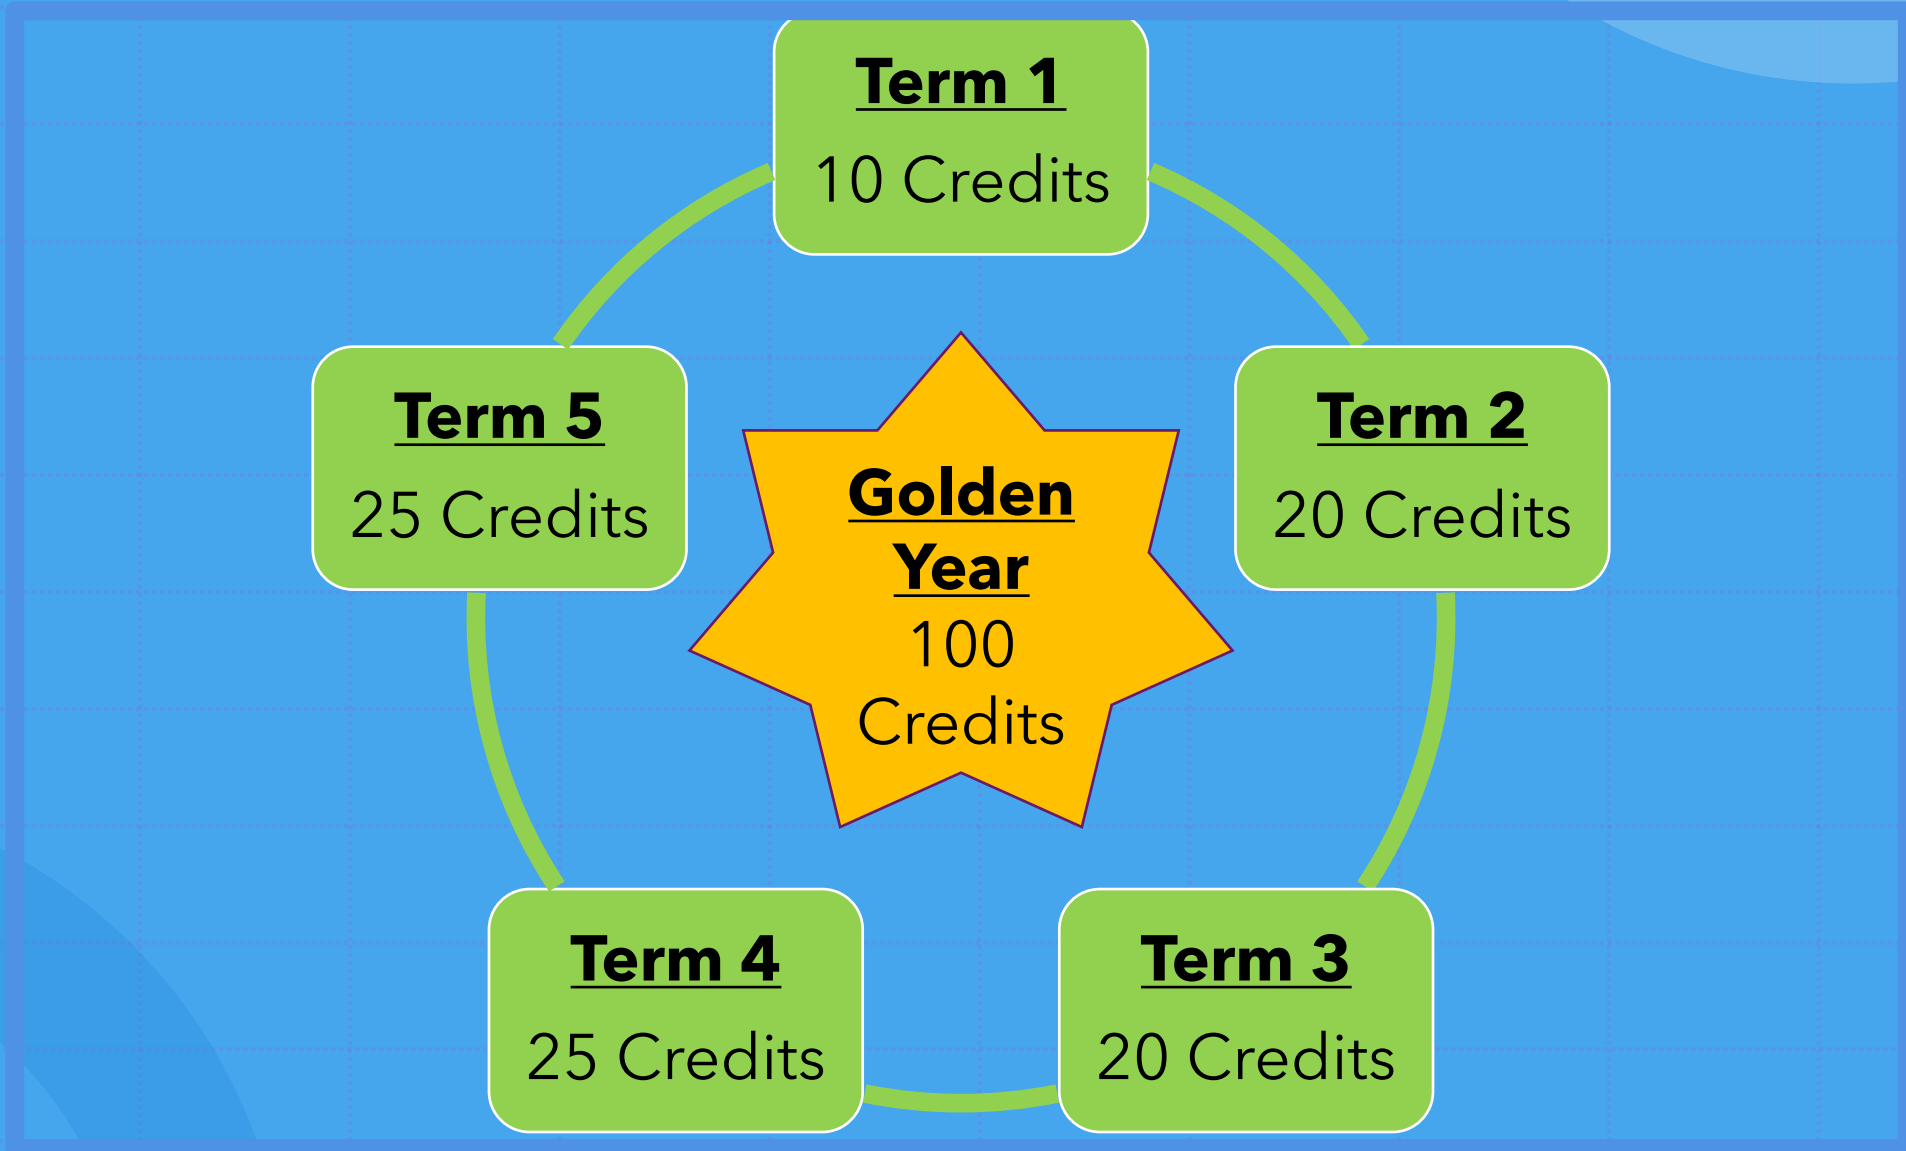 Term 1
10 Credits
Term 5
25 Credits
Term 2
20 Credits
Golden
Year
100
Credits
Term 4
25 Credits
Term 3
20 Credits